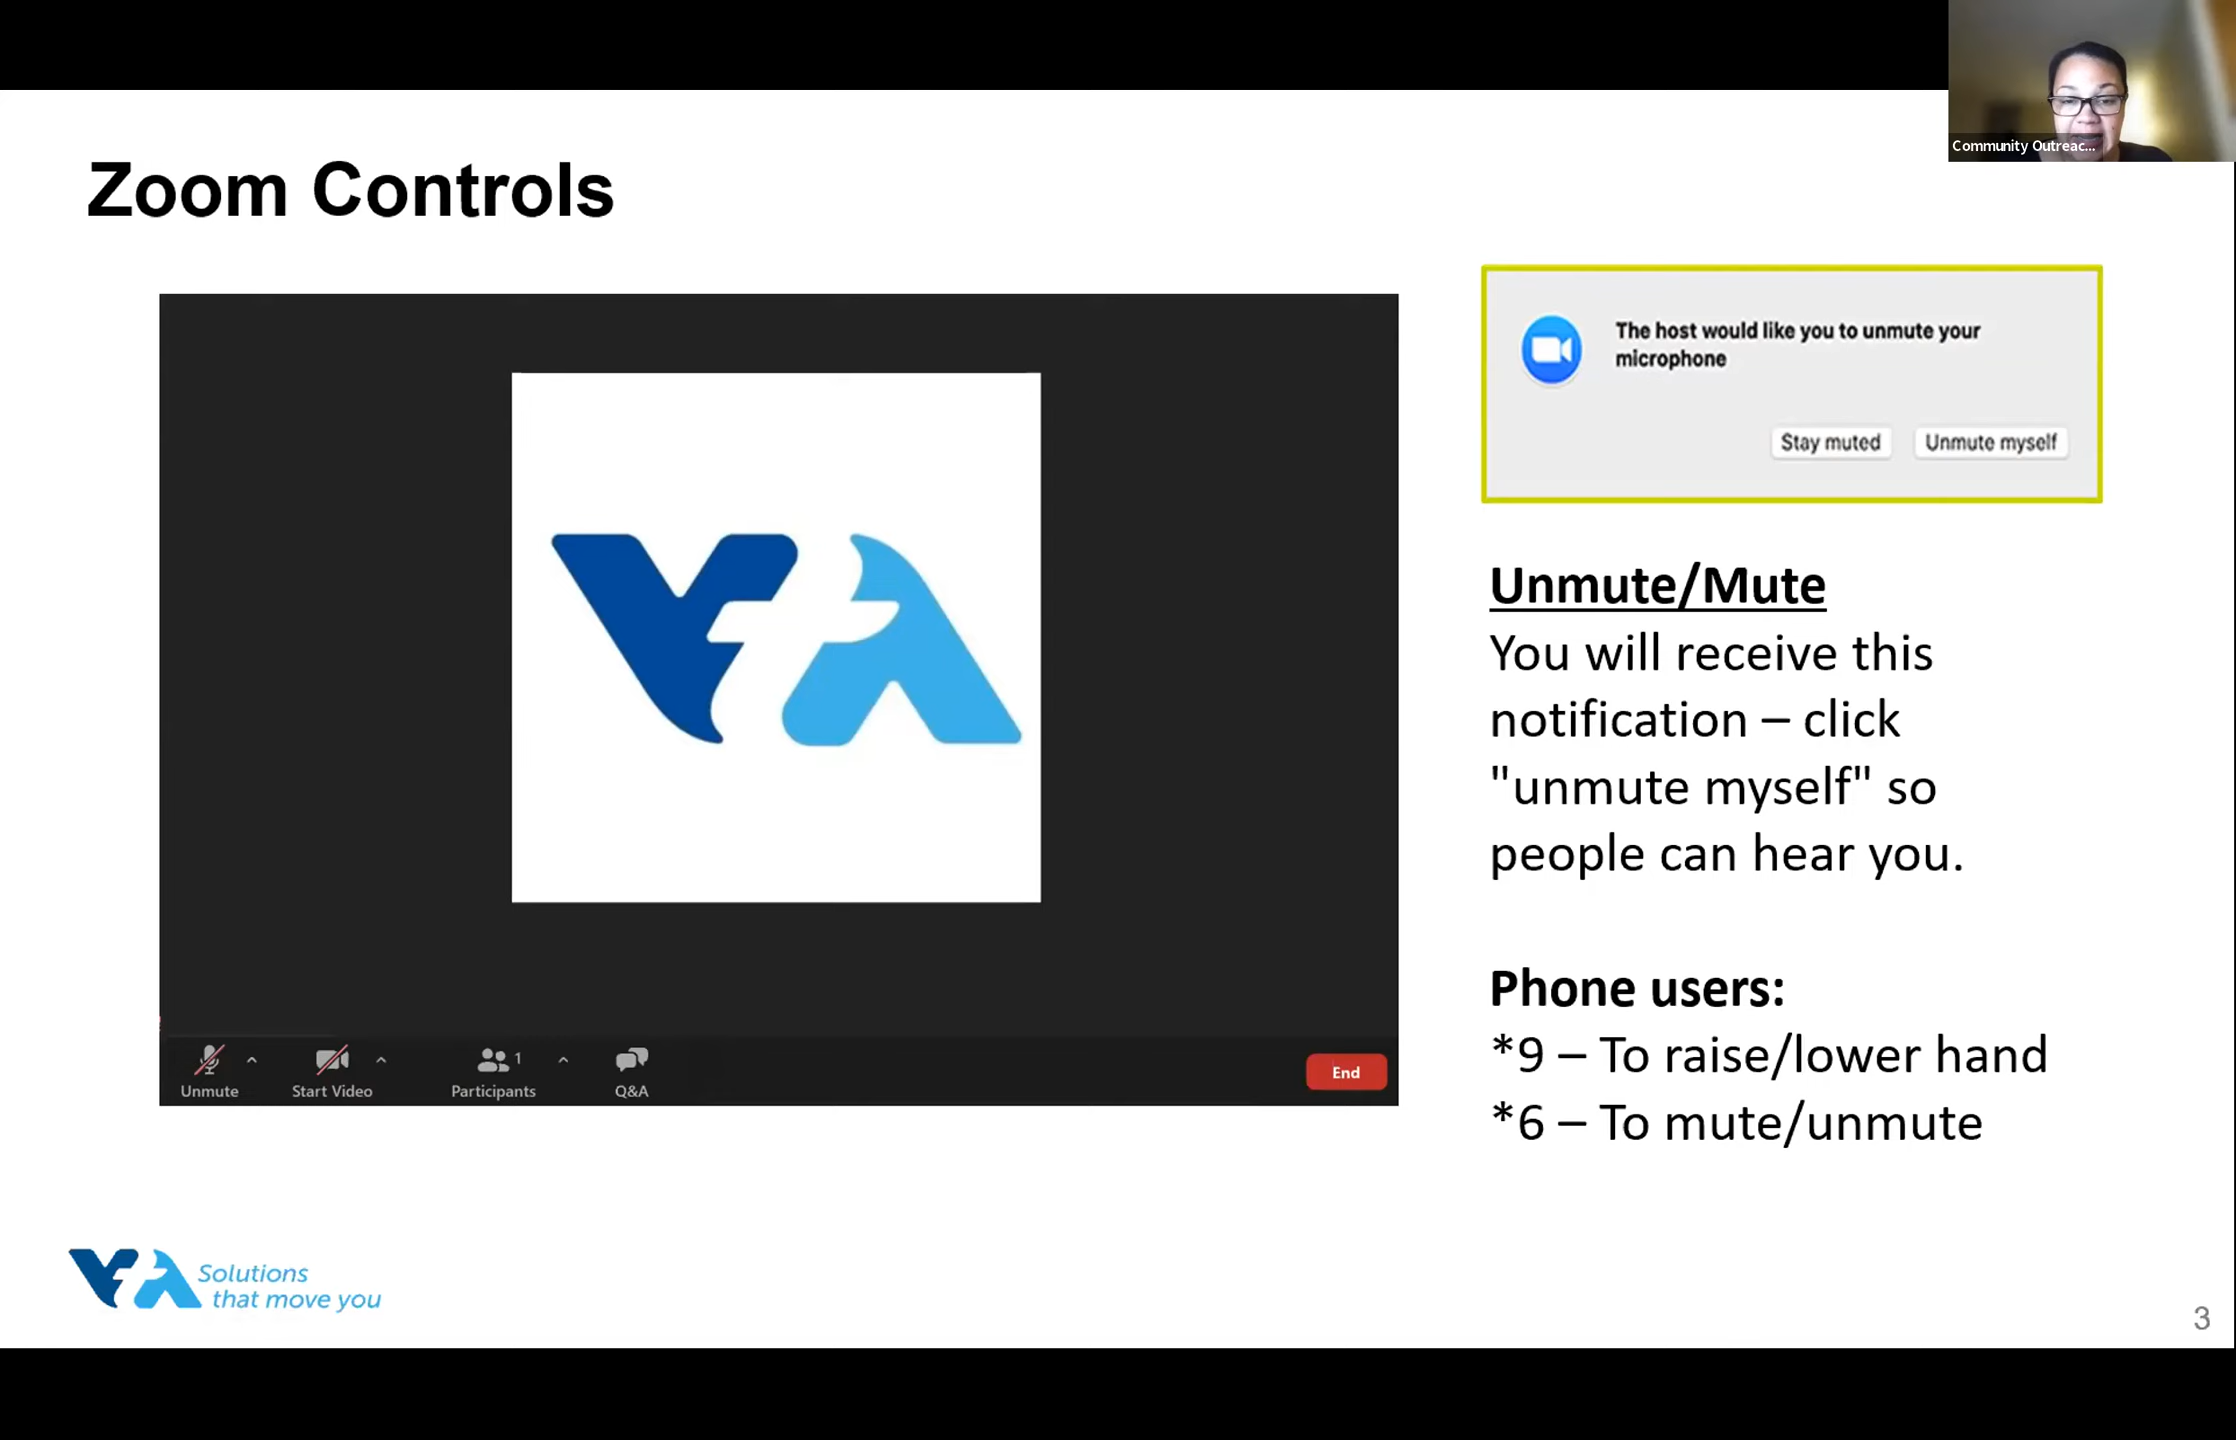 Community Outreac...
Zoom Controls
The host would like you to unmute your
microphone
Stay muted
Unmute myself
VTA
Unmute/Mute
You will receive this
notification – click
"unmute myself" so
people can hear you.
Phone users:
*9 – To raise/lower hand
*6 – To mute/unmute
Unmute
Start Video
1
Participants
Q&A
End
VTA
Solutions
that move you
3